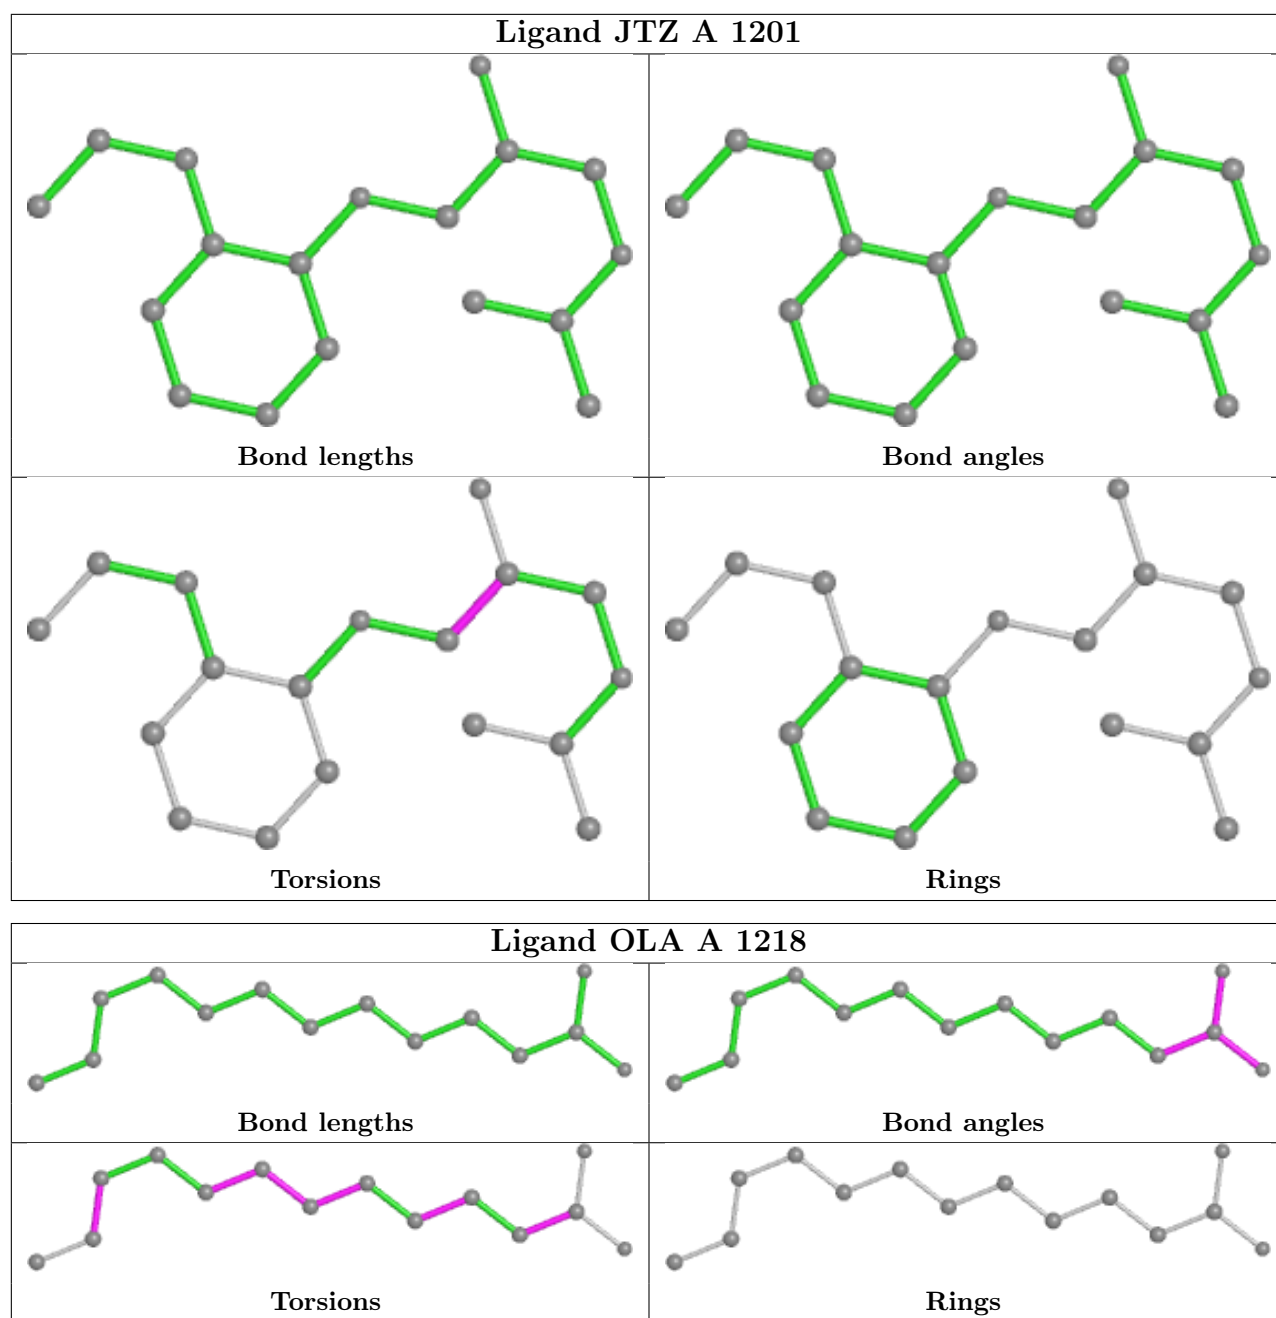 Ligand JTZ A 1201
Bond lengths
Bond angles
Torsions
Rings
Ligand OLA A 1218
Bond lengths
Bond angles
Torsions
Rings